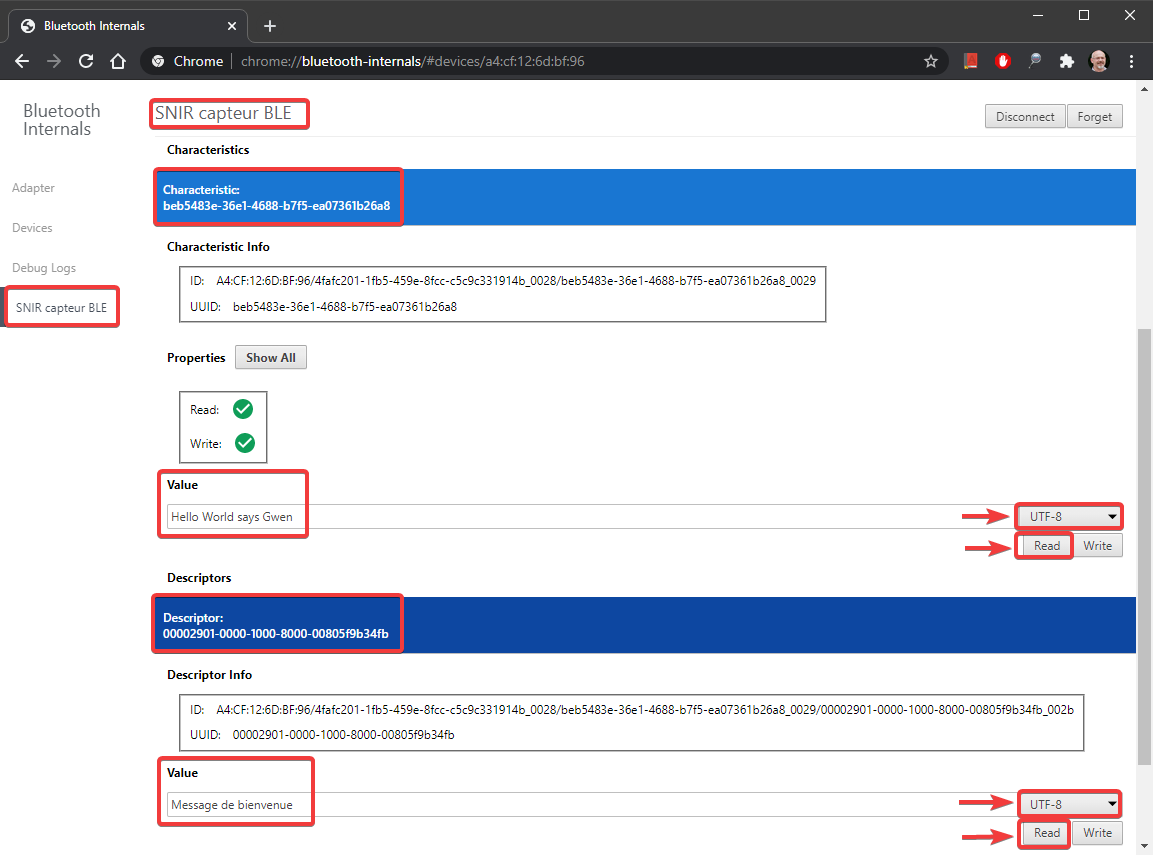 Bluetooth Internals
Chrome
chrome://bluetooth-internals/#devices/a4:cf:12:6d:bf:96
Bluetooth
Internals
Adapter
Devices
Debug Logs
SNIR capteur BLE
SNIR capteur BLE
Disconnect
Forget
Characteristics
Characteristic:
beb5483e-36e1-4688-b7f5-ea07361b26a8
Characteristic Info
ID: A4:CF:12:6D:BF:96/4fafc201-1fb5-459e-8fcc-c5c9c331914b_0028/beb5483e-36e1-4688-b7f5-ea07361b26a8_0029
UUID: beb5483e-36e1-4688-b7f5-ea07361b26a8
Properties Show All
Read:
Write:
Value
Hello World says Gwen
UTF-8
Read Write
Descriptors
Descriptor:
00002901-0000-1000-8000-00805f9b34fb
Descriptor Info
ID: A4:CF:12:6D:BF:96/4fafc201-1fb5-459e-8fcc-c5c9c331914b_0028/beb5483e-36e1-4688-b7f5-ea07361b26a8_0029/00002901-0000-1000-8000-00805f9b34fb_002b
UUID: 00002901-0000-1000-8000-00805f9b34fb
Value
Message de bienvenue
UTF-8
Read Write